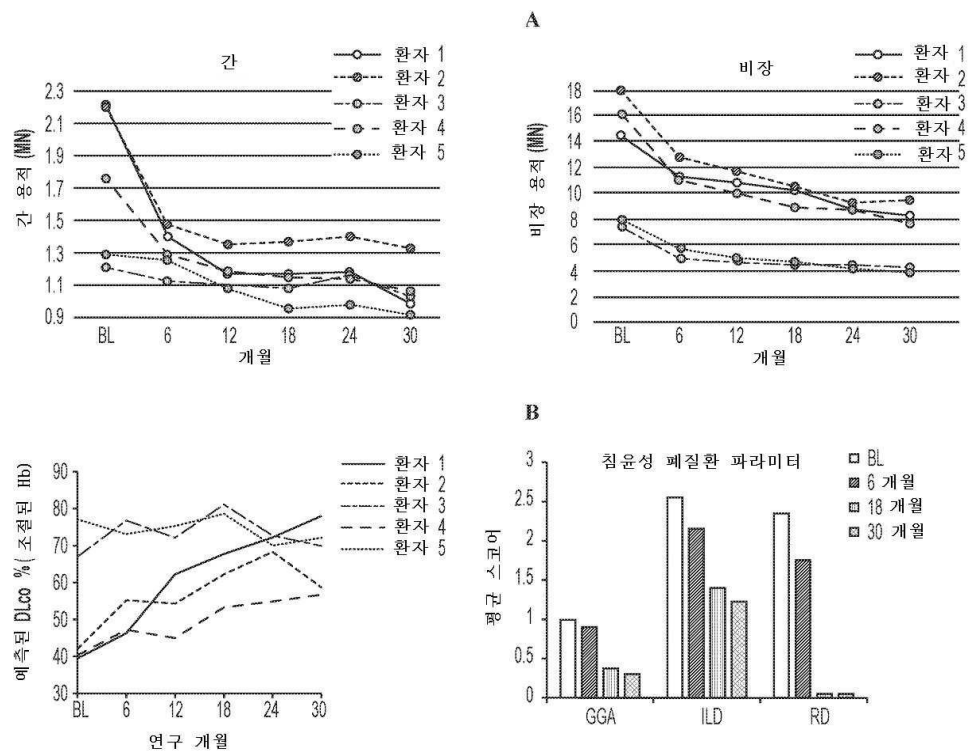 A
간
환자 1
환자 2
환자 3
환자 4
환자 5
2.3
2.1
1.9
1.7
1.5
1.3
1.1
0.9
간 용적 (MN)
BL 6 12 18 24 30
개월
비장
환자 1
환자 2
환자 3
환자 4
환자 5
18
16
14
12
10
8
6
4
2
0
비장 용적 (MN)
BL 6 12 18 24 30
개월
B
환자 1
환자 2
환자 3
환자 4
환자 5
90
80
70
60
50
40
30
예측된 DLco %( 조절된 Hb)
BL 6 12 18 24 30
연구 개월
침윤성 폐질환 파라미터
BL
6 개월
18 개월
30 개월
3
2.5
2
1.5
1
0.5
0
평균 스코어
GGA ILD RD